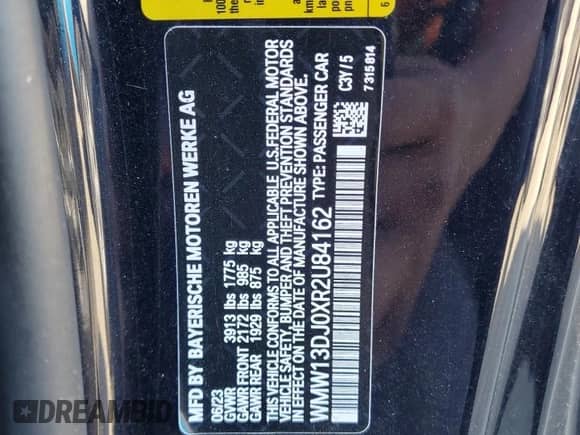 MFD BY BAYERISCHE MOTOREN WERKE AG
06/23
GVWR 3913 lbs 1775 kg
GAWR FRONT 2172 lbs 985 kg
GAWR REAR 1929 lbs 875 kg
THIS VEHICLE CONFORMS TO ALL APPLICABLE U.S.FEDERAL MOTOR
VEHICLE SAFETY, BUMPER AND THEFT PREVENTION STANDARDS
IN EFFECT ON THE DATE OF MANUFACTURE SHOWN ABOVE.
WMW13DJ0XR2U84162 TYPE: PASSENGER CAR
C3Y/5
7315814
DREAMBID